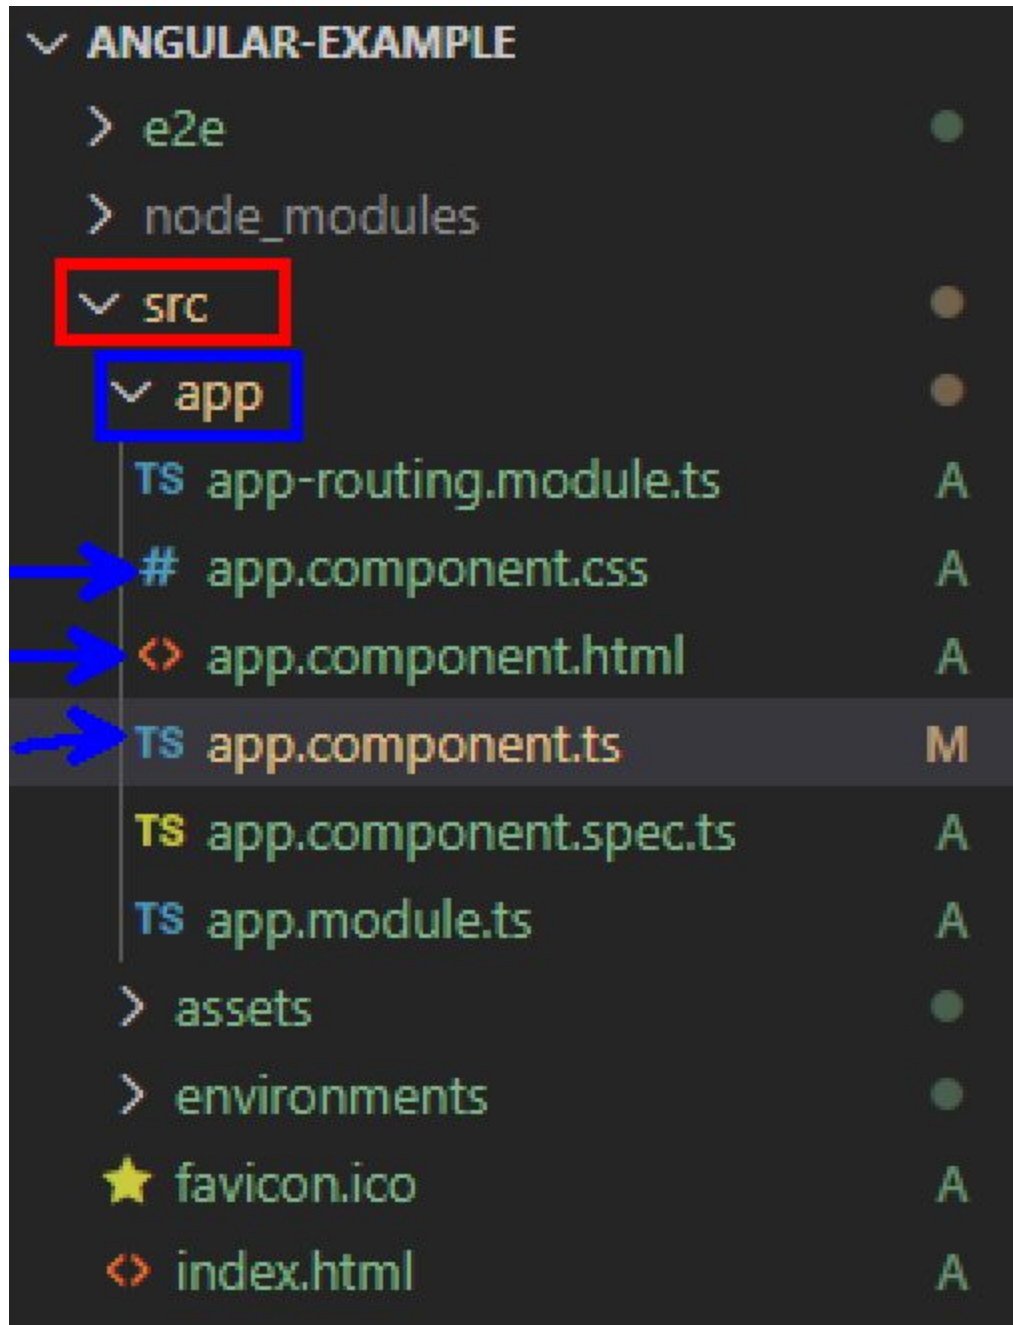 ANGULAR-EXAMPLE
e2e
node_modules
src
app
TS app-routing.module.ts A
# app.component.css A
<> app.component.html A
TS app.component.ts M
TS app.component.spec.ts A
TS app.module.ts A
assets
environments
favicon.ico A
<> index.html A